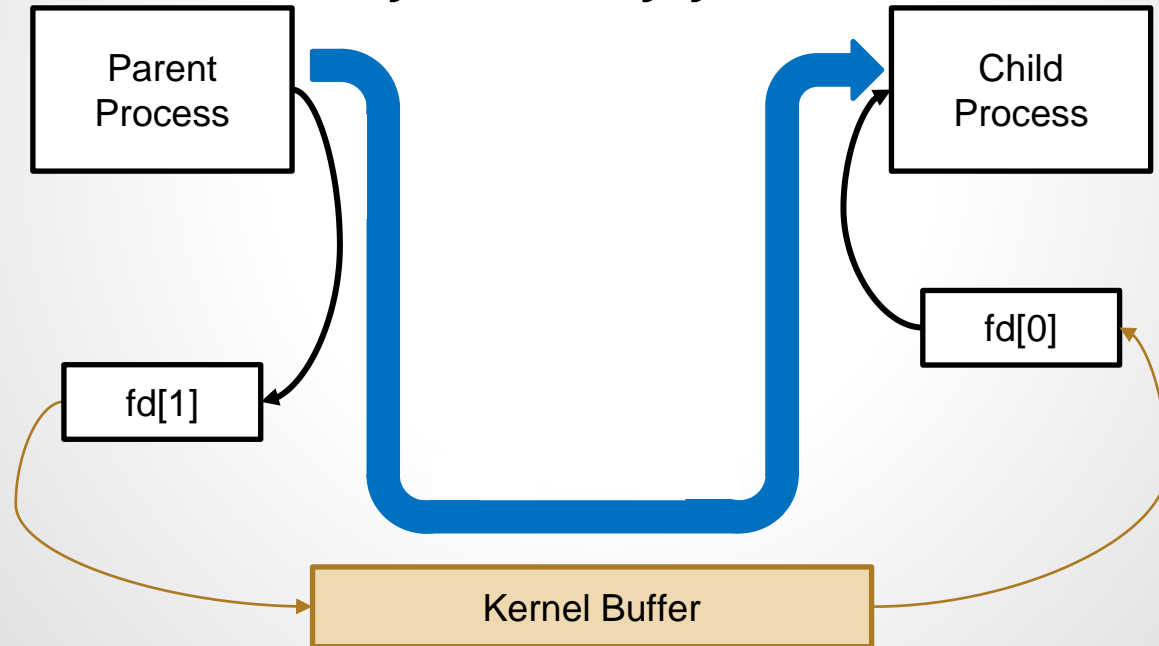 Parent
Process
Child
Process
fd[0]
fd[1]
Kernel Buffer